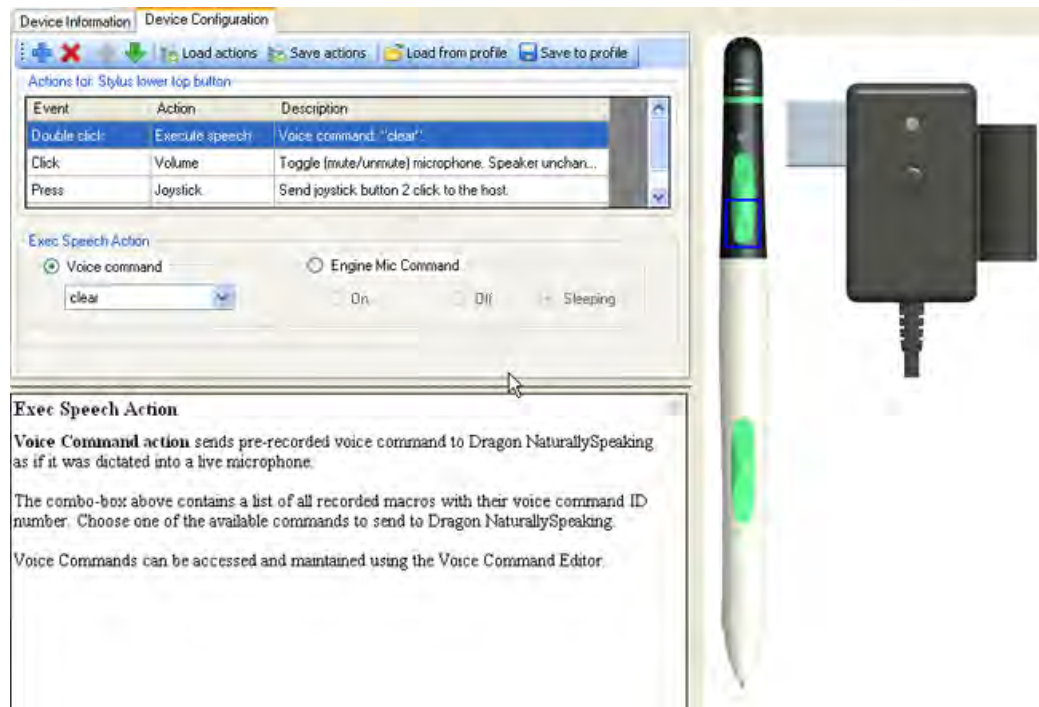 Device Information Device Configuration
Load actions Save actions Load from profile Save to profile
Actions for: Stylus lower top button
Event Action Description
Double click Execute speech Voice command: "clear"
Click Volume Toggle (mute/unmute) microphone. Speaker unchan...
Press Joystick Send joystick button 2 click to the host.
Exec Speech Action
Voice command Engine Mic Command
clear On Off Sleeping
Exec Speech Action
Voice Command action sends pre-recorded voice command to Dragon NaturallySpeaking
as if it was dictated into a live microphone.
The combo-box above contains a list of all recorded macros with their voice command ID
number. Choose one of the available commands to send to Dragon NaturallySpeaking.
Voice Commands can be accessed and maintained using the Voice Command Editor.